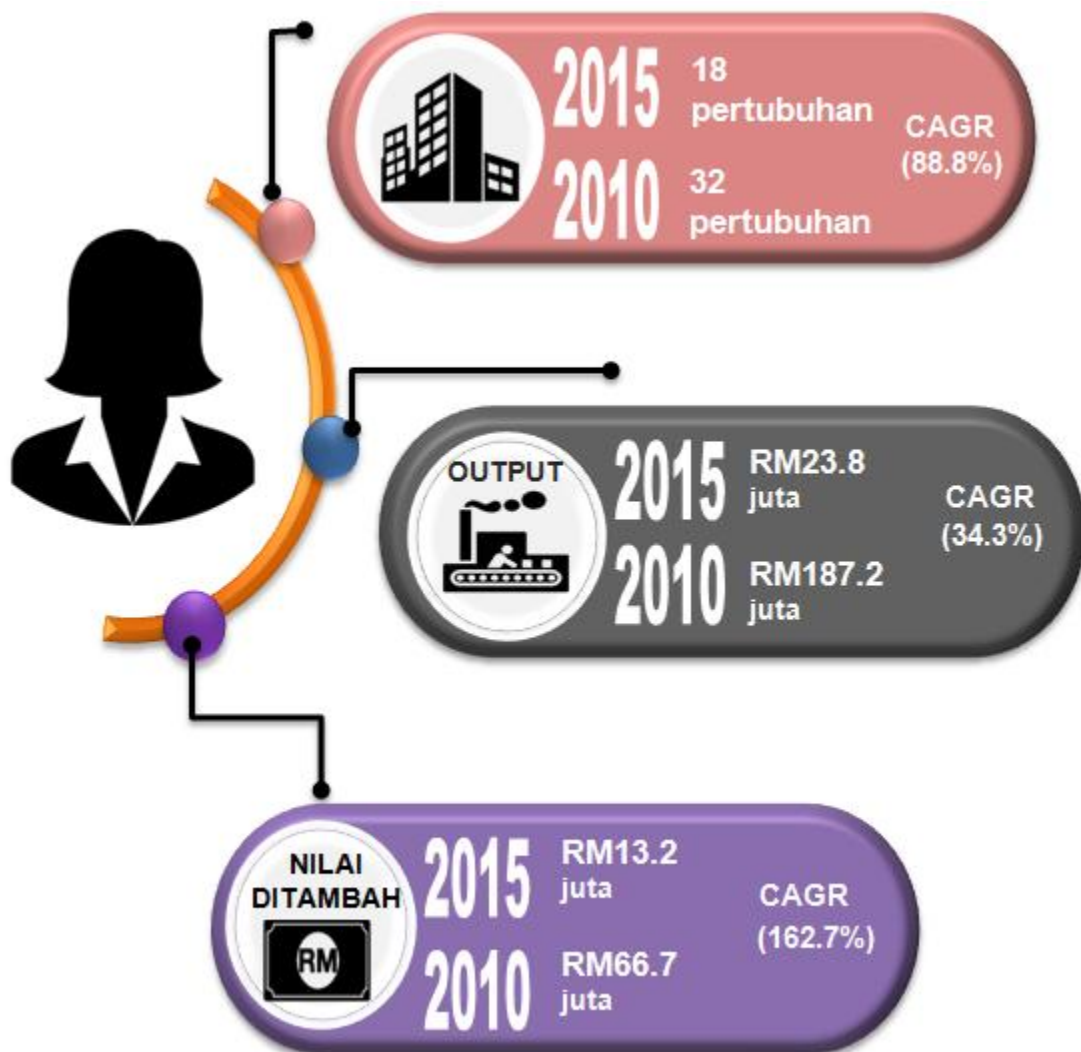 2015
18
pertubuhan
2010
32
pertubuhan
CAGR
(88.8%)
OUTPUT
2015
RM23.8
juta
2010
RM187.2
juta
CAGR
(34.3%)
NILAI
DITAMBAH
RM
2015
RM13.2
juta
2010
RM66.7
juta
CAGR
(162.7%)